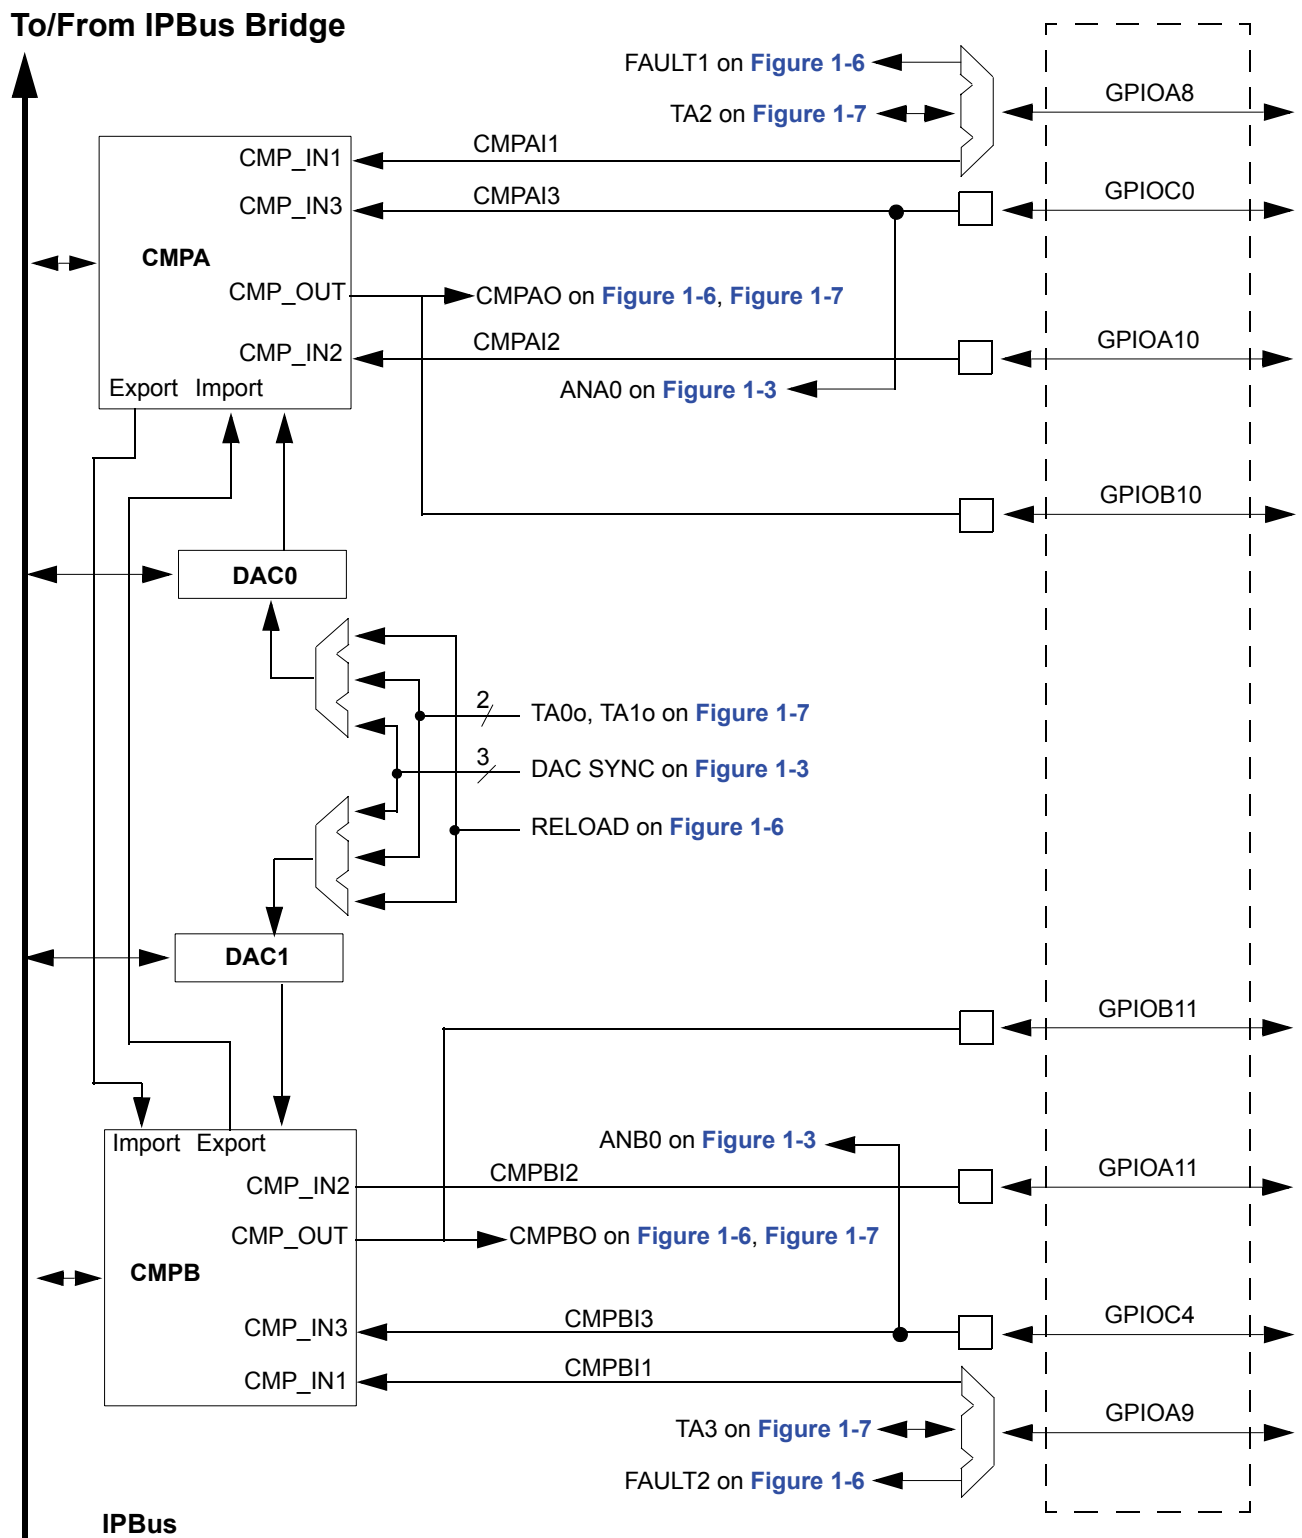 To/From IPBus Bridge
FAULT1 on Figure 1-6
GPIOA8
TA2 on Figure 1-7
CMPAI1
CMP_IN1
CMPAI3
CMP_IN3
GPIOC0
CMPA
CMP_OUT
CMPAO on Figure 1-6, Figure 1-7
CMPAI2
CMP_IN2
GPIOA10
Export Import
ANA0 on Figure 1-3
GPIOB10
DAC0
2
TA0o, TA1o on Figure 1-7
3
DAC SYNC on Figure 1-3
RELOAD on Figure 1-6
DAC1
GPIOB11
Import Export
ANB0 on Figure 1-3
GPIOA11
CMPBI2
CMP_IN2
CMP_OUT
CMPBO on Figure 1-6, Figure 1-7
CMPB
CMPBI3
CMP_IN3
GPIOC4
CMPBI1
CMP_IN1
GPIOA9
TA3 on Figure 1-7
FAULT2 on Figure 1-6
IPBus